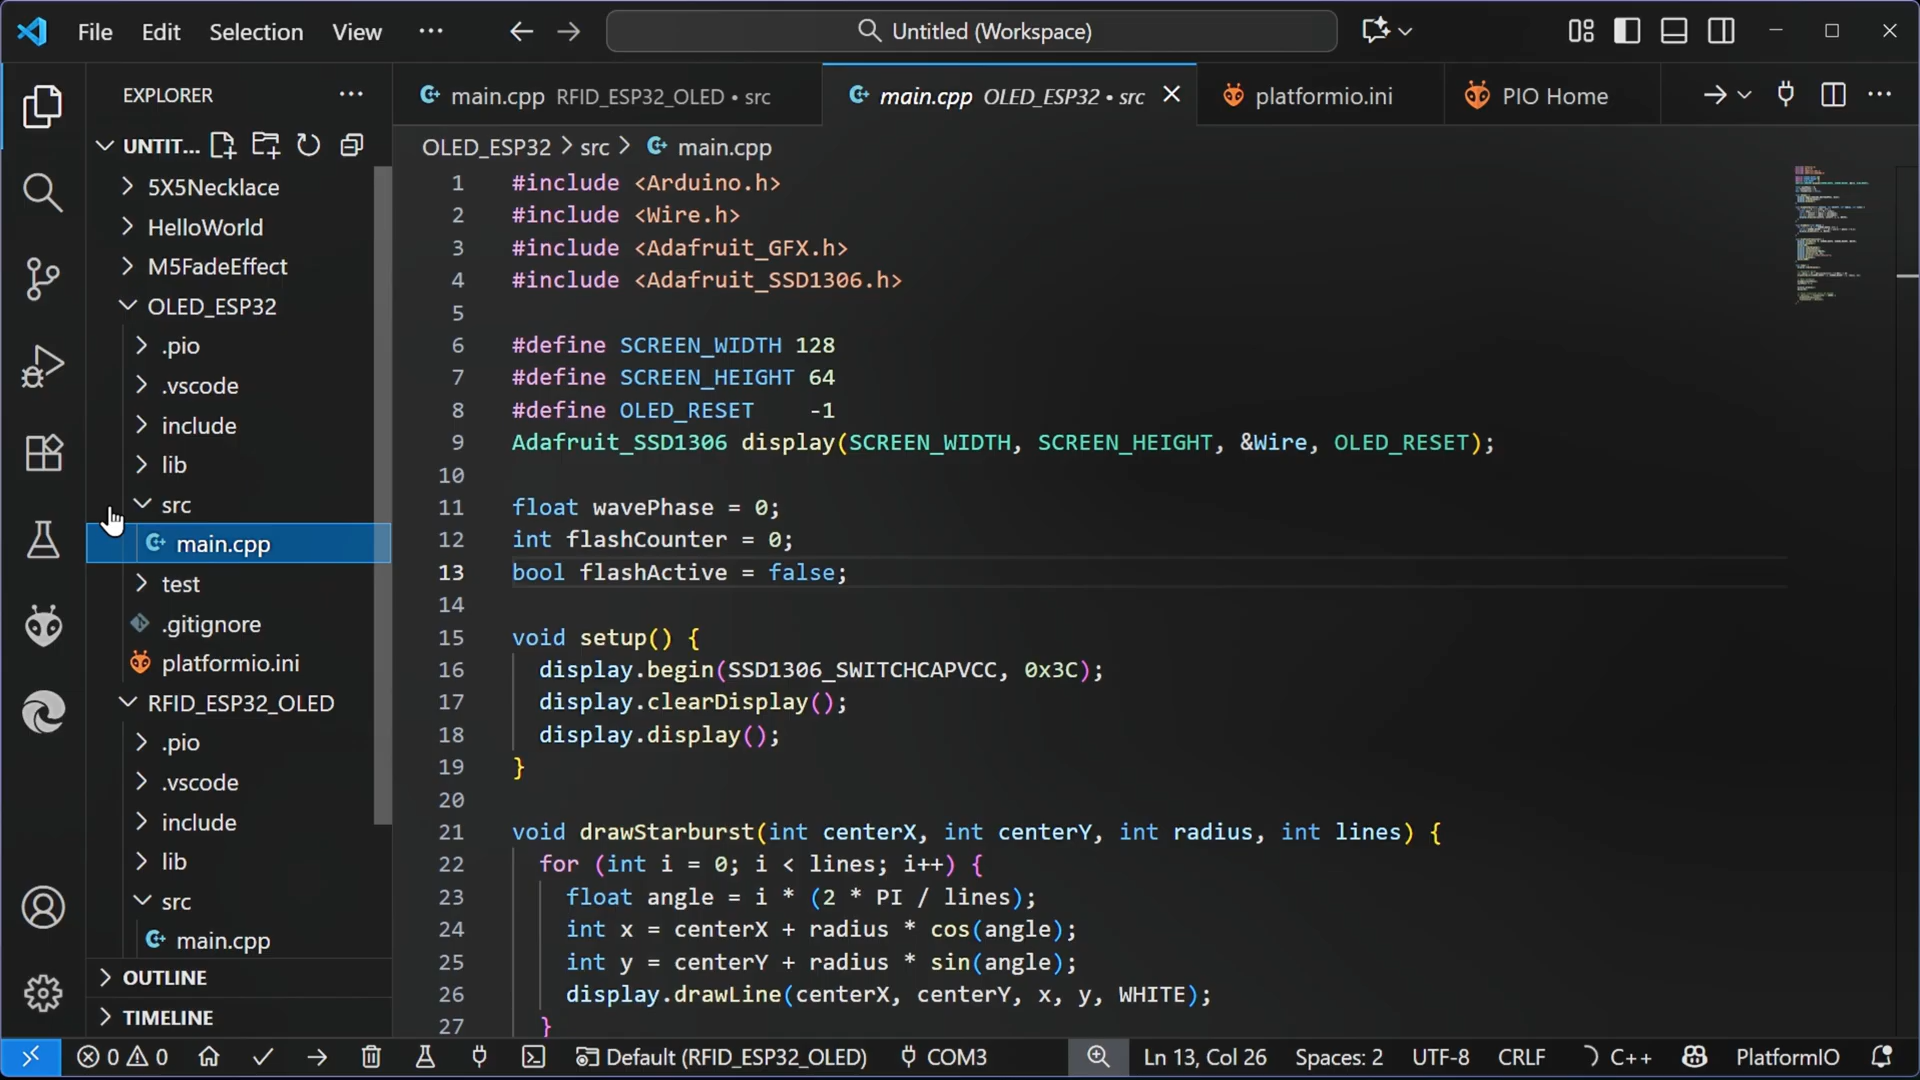 File Edit Selection View ··· Untitled (Workspace)
EXPLORER
UNTIT...
5X5Necklace
HelloWorld
M5FadeEffect
OLED_ESP32
.pio
.vscode
include
lib
src
main.cpp
test
.gitignore
platformio.ini
RFID_ESP32_OLED
.pio
.vscode
include
lib
src
main.cpp
OUTLINE
TIMELINE
main.cpp RFID_ESP32_OLED • src main.cpp OLED_ESP32 • src platformio.ini PIO Home
OLED_ESP32 > src > main.cpp
1 #include <Arduino.h>
2 #include <Wire.h>
3 #include <Adafruit_GFX.h>
4 #include <Adafruit_SSD1306.h>
5
6 #define SCREEN_WIDTH 128
7 #define SCREEN_HEIGHT 64
8 #define OLED_RESET    -1
9 Adafruit_SSD1306 display(SCREEN_WIDTH, SCREEN_HEIGHT, &Wire, OLED_RESET);
10
11 float wavePhase = 0;
12 int flashCounter = 0;
13 bool flashActive = false;
14
15 void setup() {
16   display.begin(SSD1306_SWITCHCAPVCC, 0x3C);
17   display.clearDisplay();
18   display.display();
19 }
20
21 void drawStarburst(int centerX, int centerY, int radius, int lines) {
22   for (int i = 0; i < lines; i++) {
23     float angle = i * (2 * PI / lines);
24     int x = centerX + radius * cos(angle);
25     int y = centerY + radius * sin(angle);
26     display.drawLine(centerX, centerY, x, y, WHITE);
27   }
0 0 Default (RFID_ESP32_OLED) COM3 Ln 13, Col 26 Spaces: 2 UTF-8 CRLF C++ PlatformIO